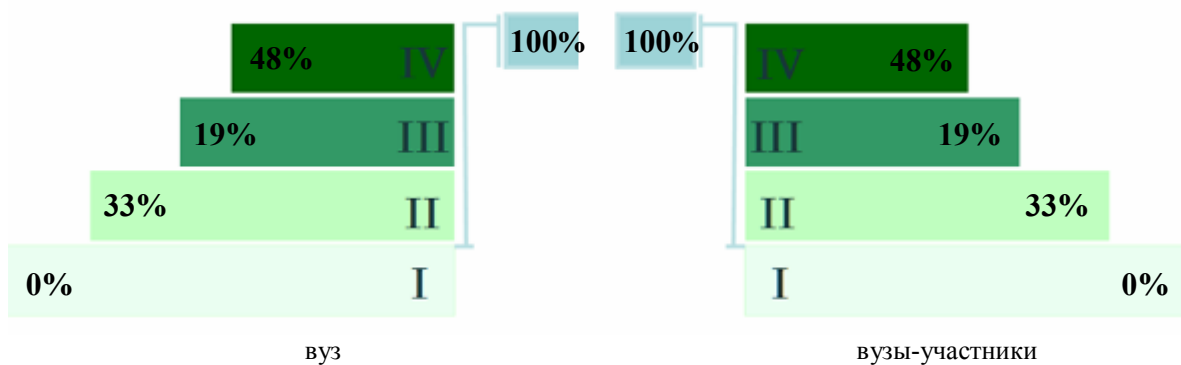 48% IV 100% 100% IV 48%
19% III III 19%
33% II II 33%
0% I I 0%
вуз вузы-участники